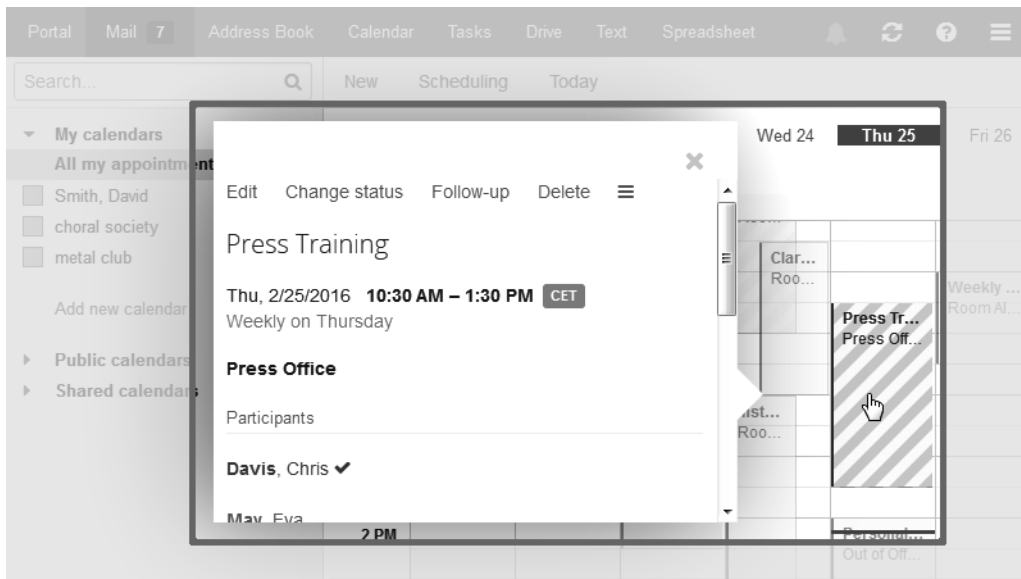 Portal Mail 7 Address Book Calendar Tasks Drive Text Spreadsheet
Search... New Scheduling Today
My calendars
All my appointment
Smith, David
choral society
metal club
Add new calendar
Public calendars
Shared calendars
Wed 24 Thu 25 Fri 26
Edit Change status Follow-up Delete
Press Training
Thu, 2/25/2016 10:30 AM – 1:30 PM CET
Weekly on Thursday
Press Office
Participants
Davis, Chris
May, Eva
2 PM
Clar...
Roo...
Press Tr...
Press Off...
Weekly ...
Room Al...
Roo...
Personal...
Out of Off...